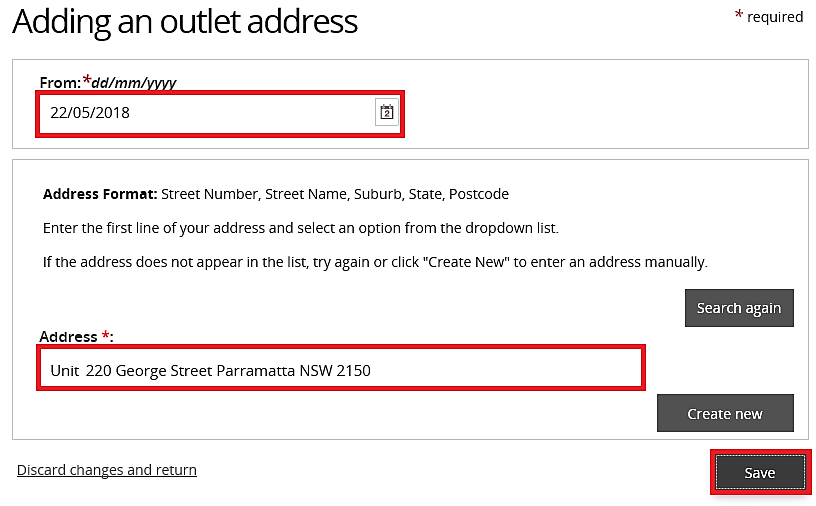 Adding an outlet address
* required
From:*dd/mm/yyyy
22/05/2018
2
Address Format: Street Number, Street Name, Suburb, State, Postcode
Enter the first line of your address and select an option from the dropdown list.
If the address does not appear in the list, try again or click "Create New" to enter an address manually.
Search again
Address *:
Unit 220 George Street Parramatta NSW 2150
Create new
Discard changes and return
Save